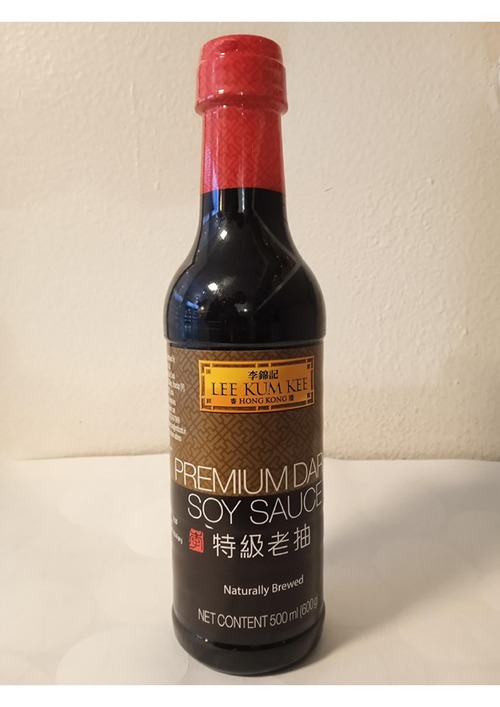 李錦記
LEE KUM KEE
香 HONG KONG 港
PREMIUM DAR
SOY SAUCE
特級老抽
Naturally Brewed
NET CONTENT 500 ml (600g